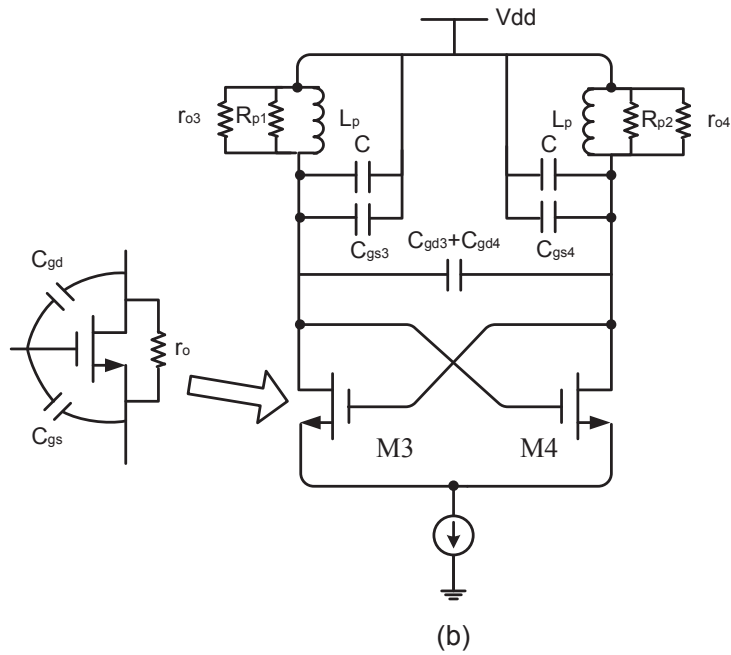 Vdd
ro3
Rp1
Lp
Lp
Rp2
ro4
C
C
Cgs3
Cgd3+Cgd4
Cgs4
Cgd
ro
Cgs
M3
M4
(b)